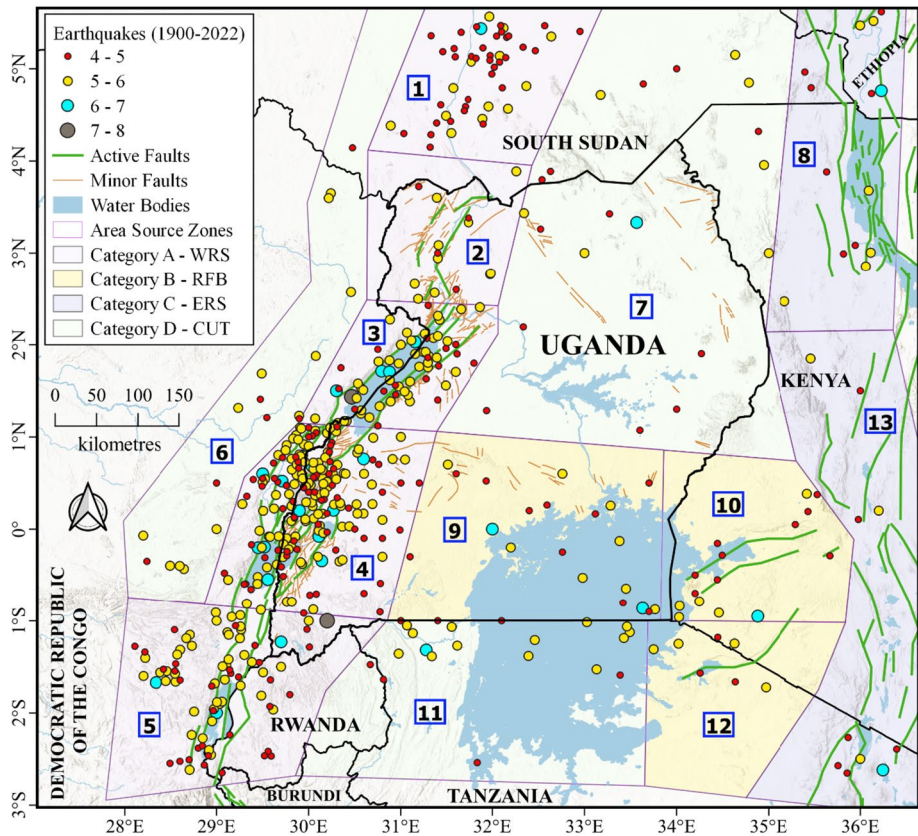 Earthquakes (1900-2022)
4 - 5
5 - 6
6 - 7
7 - 8
Active Faults
Minor Faults
Water Bodies
Area Source Zones
Category A - WRS
Category B - RFB
Category C - ERS
Category D - CUT
0 50 100 150
kilometres
5°N
4°N
3°N
2°N
1°N
0°
1°S
2°S
3°S
28°E 29°E 30°E 31°E 32°E 33°E 34°E 35°E 36°E
1
ETHIOPIA
SOUTH SUDAN
8
2
7
3
UGANDA
KENYA
13
6
10
9
4
DEMOCRATIC REPUBLIC
OF THE CONGO
5
RWANDA
11
12
BURUNDI
TANZANIA